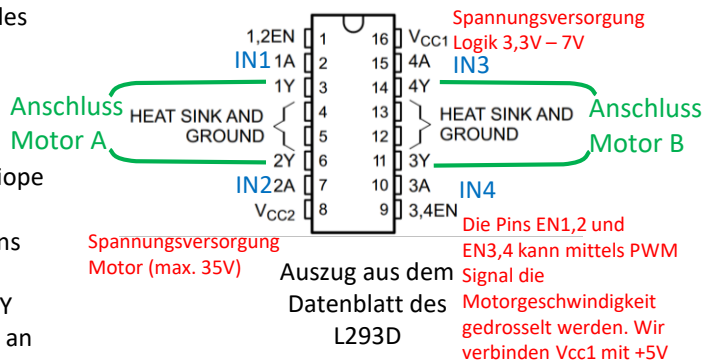 des
iope
ns
Y
an
Spannungsversorgung
Logik 3,3V – 7V
1,2EN 1 16 VCC1
IN1 1A 2 15 4A IN3
1Y 3 14 4Y
Anschluss
Motor A
HEAT SINK AND
GROUND
4 13
5 12
HEAT SINK AND
GROUND
Anschluss
Motor B
2Y 6 11 3Y
IN2 2A 7 10 3A IN4
VCC2 8 9 3,4EN
Spannungsversorgung
Motor (max. 35V)
Auszug aus dem
Datenblatt des
L293D
Die Pins EN1,2 und
EN3,4 kann mittels PWM
Signal die
Motorgeschwindigkeit
gedrosselt werden. Wir
verbinden Vcc1 mit +5V